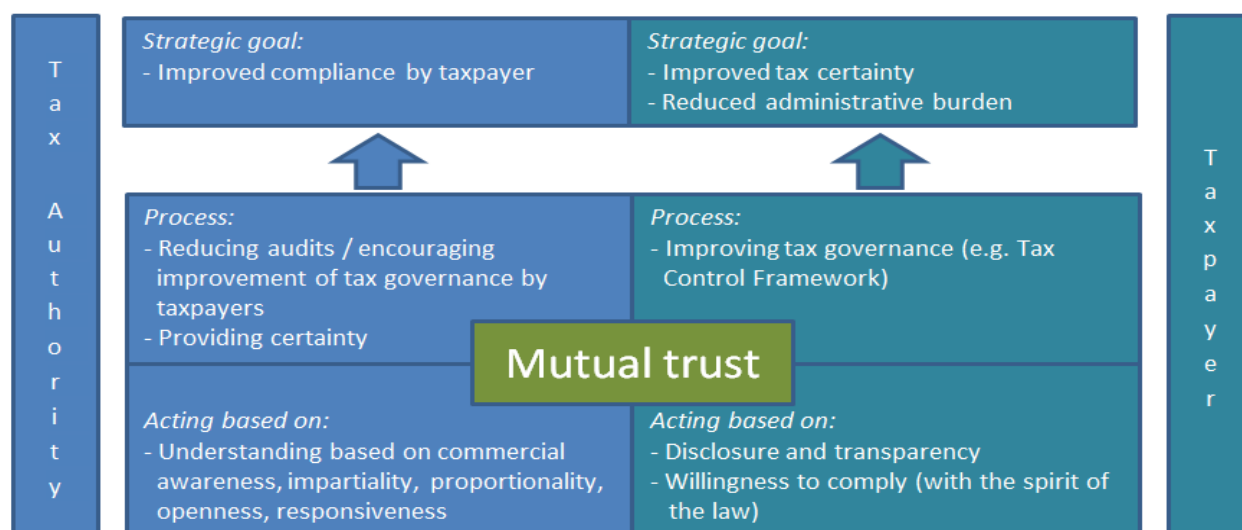 Tax Authority
Strategic goal:
- Improved compliance by taxpayer
Strategic goal:
- Improved tax certainty
- Reduced administrative burden
Process:
- Reducing audits / encouraging
improvement of tax governance by
taxpayers
- Providing certainty
Process:
- Improving tax governance (e.g. Tax
Control Framework)
Mutual trust
Acting based on:
- Understanding based on commercial
awareness, impartiality, proportionality,
openness, responsiveness
Acting based on:
- Disclosure and transparency
- Willingness to comply (with the spirit of
the law)
Taxpayer